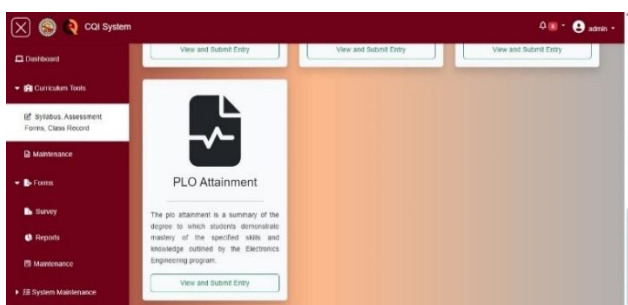 CQI System
admin
View and Submit Entry
View and Submit Entry
View and Submit Entry
Dashboard
Curriculum Tools
Syllabus, Assessment
Forms, Class Record
Maintenance
Forms
Survey
Reports
Maintenance
System Maintenance
PLO Attainment
The plo attainment is a summary of the
degree to which students demonstrate
mastery of the specified skills and
knowledge outlined by the Electronics
Engineering program.
View and Submit Entry